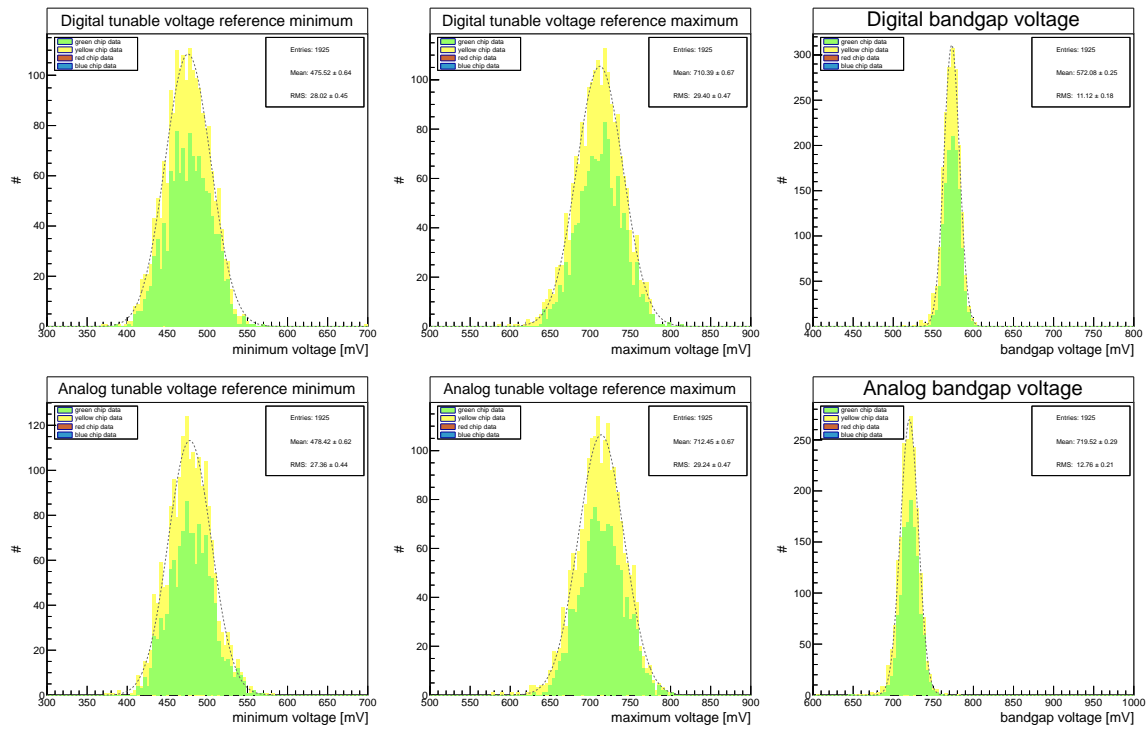 Digital tunable voltage reference minimum
green chip data
yellow chip data
red chip data
blue chip data
Entries: 1925
Mean: 475.52 ± 0.64
RMS: 28.02 ± 0.45
#
100
80
60
40
20
0
300 350 400 450 500 550 600 650 700
minimum voltage [mV]
Digital tunable voltage reference maximum
green chip data
yellow chip data
red chip data
blue chip data
Entries: 1925
Mean: 710.39 ± 0.67
RMS: 29.40 ± 0.47
#
100
80
60
40
20
0
500 550 600 650 700 750 800 850 900
maximum voltage [mV]
Digital bandgap voltage
green chip data
yellow chip data
red chip data
blue chip data
Entries: 1925
Mean: 572.08 ± 0.25
RMS: 11.12 ± 0.18
#
300
250
200
150
100
50
0
400 450 500 550 600 650 700 750 800
bandgap voltage [mV]
Analog tunable voltage reference minimum
green chip data
yellow chip data
red chip data
blue chip data
Entries: 1925
Mean: 478.42 ± 0.62
RMS: 27.36 ± 0.44
#
120
100
80
60
40
20
0
300 350 400 450 500 550 600 650 700
minimum voltage [mV]
Analog tunable voltage reference maximum
green chip data
yellow chip data
red chip data
blue chip data
Entries: 1925
Mean: 712.45 ± 0.67
RMS: 29.24 ± 0.47
#
100
80
60
40
20
0
500 550 600 650 700 750 800 850 900
maximum voltage [mV]
Analog bandgap voltage
green chip data
yellow chip data
red chip data
blue chip data
Entries: 1925
Mean: 719.52 ± 0.29
RMS: 12.76 ± 0.21
#
250
200
150
100
50
0
600 650 700 750 800 850 900 950 1000
bandgap voltage [mV]